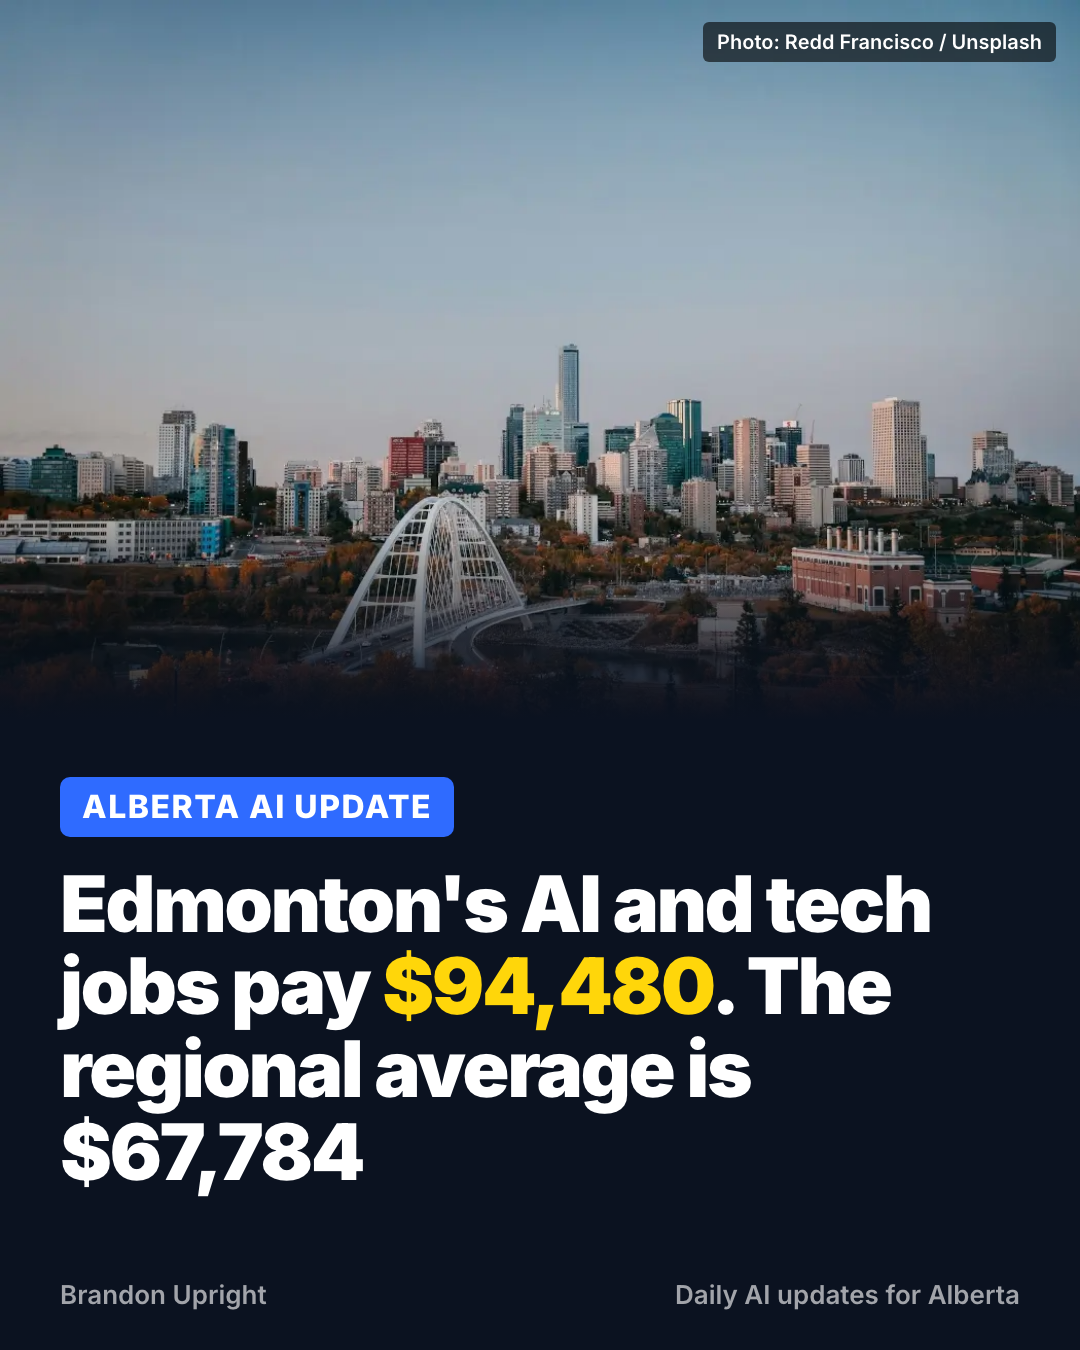 Photo: Redd Francisco / Unsplash
ALBERTA AI UPDATE
Edmonton's AI and tech
jobs pay $94,480. The
regional average is
$67,784
Brandon Upright
Daily AI updates for Alberta